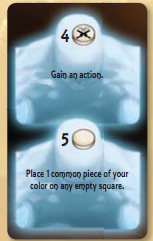 4
Gain an action.
5
Place 1 common piece of your
color on any empty square.